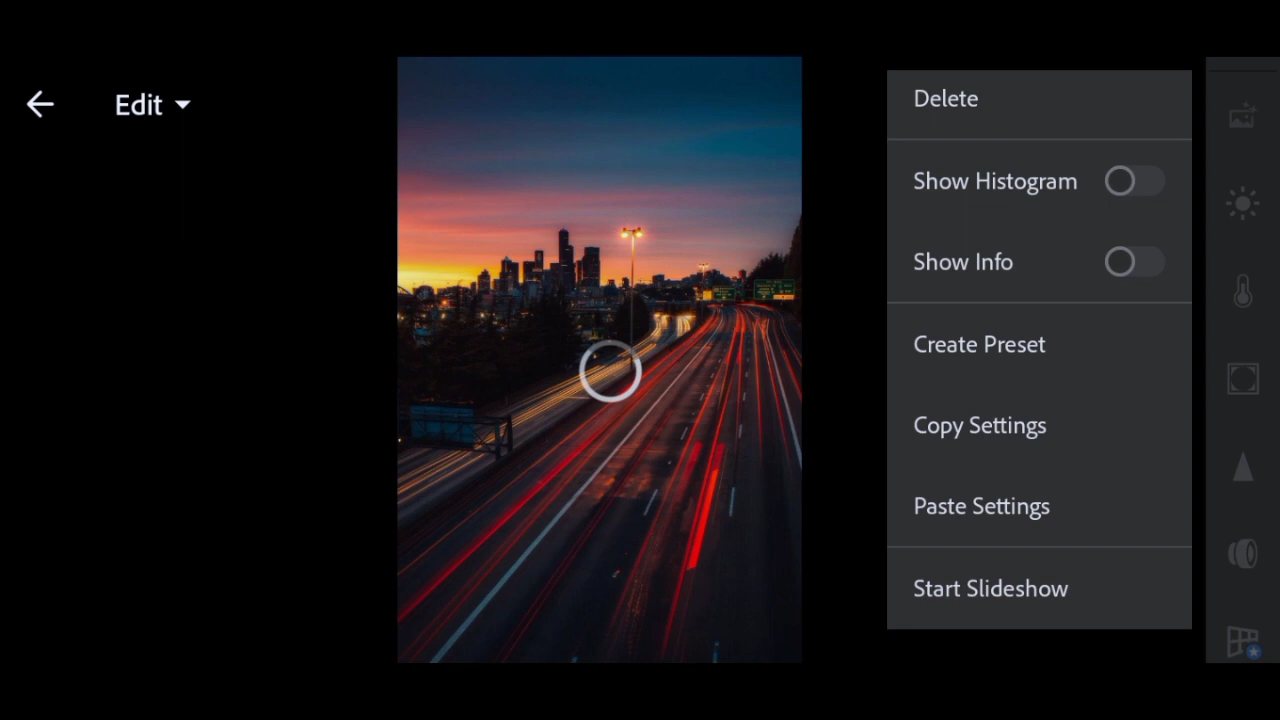 Edit
Delete
Show Histogram
Show Info
Create Preset
Copy Settings
Paste Settings
Start Slideshow